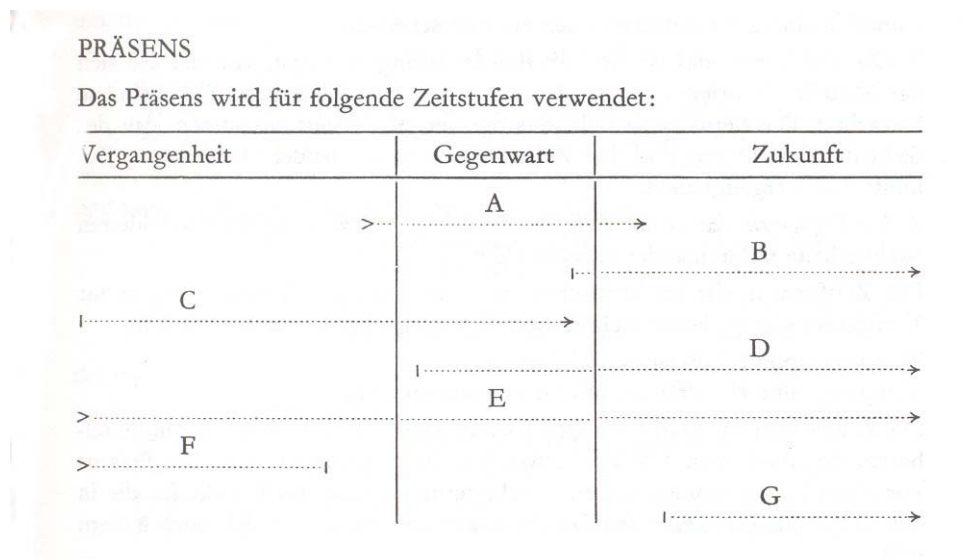 PRÄSENS
Das Präsens wird für folgende Zeitstufen verwendet:
Vergangenheit Gegenwart Zukunft
A
B
C
D
E
F
G